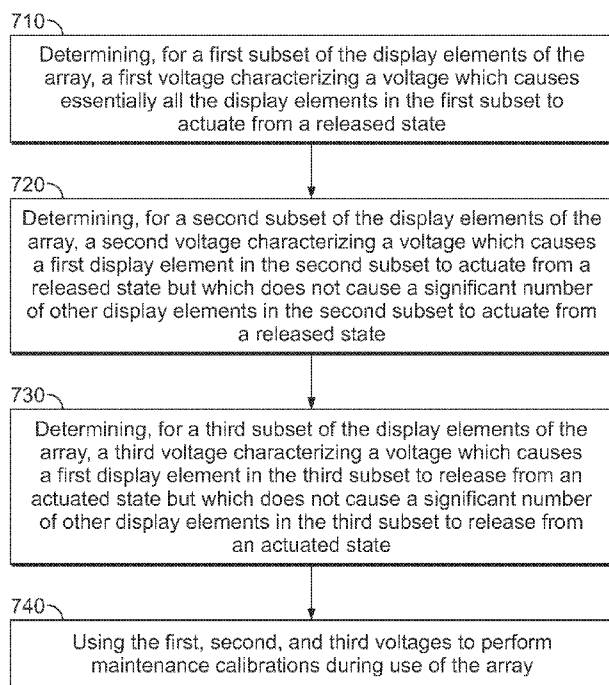 710
Determining, for a first subset of the display elements of the
array, a first voltage characterizing a voltage which causes
essentially all the display elements in the first subset to
actuate from a released state
720
Determining, for a second subset of the display elements of the
array, a second voltage characterizing a voltage which causes
a first display element in the second subset to actuate from a
released state but which does not cause a significant number
of other display elements in the second subset to actuate from
a released state
730
Determining, for a third subset of the display elements of the
array, a third voltage characterizing a voltage which causes
a first display element in the third subset to release from an
actuated state but which does not cause a significant number
of other display elements in the third subset to release from
an actuated state
740
Using the first, second, and third voltages to perform
maintenance calibrations during use of the array